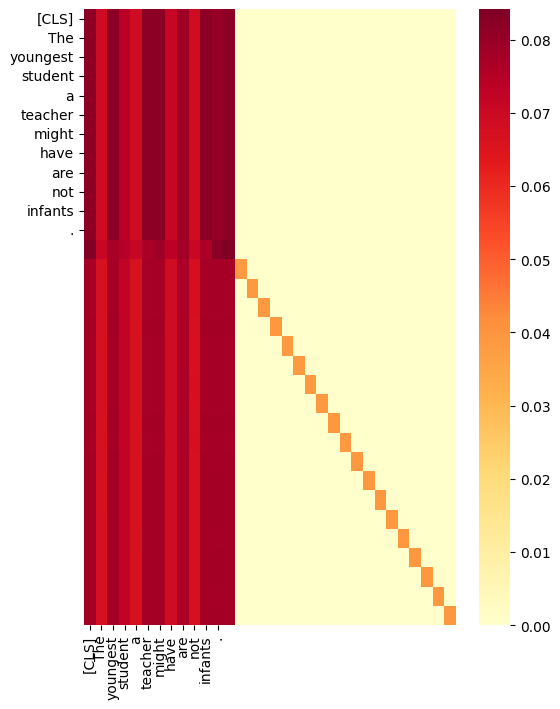 [CLS]
The
youngest
student
a
teacher
might
have
are
not
infants
.
0.08
0.07
0.06
0.05
0.04
0.03
0.02
0.01
0.00
[CLS]
The
youngest
student
a
teacher
might
have
are
not
infants
.